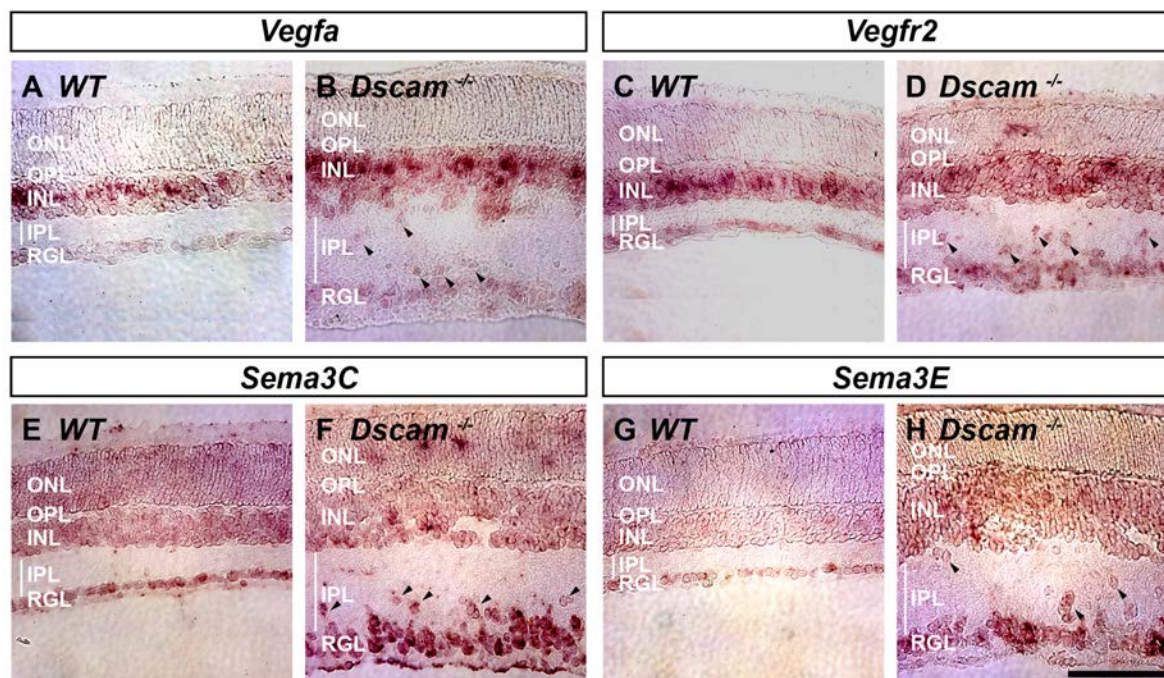 Vegfa
Vegfr2
A WT
B Dscam -/-
C WT
D Dscam -/-
ONL
OPL
INL
IPL
RGL
ONL
OPL
INL
IPL
RGL
ONL
OPL
INL
IPL
RGL
ONL
OPL
INL
IPL
RGL
Sema3C
Sema3E
E WT
F Dscam -/-
G WT
H Dscam -/-
ONL
OPL
INL
IPL
RGL
ONL
OPL
INL
IPL
RGL
ONL
OPL
INL
IPL
RGL
ONL
OPL
INL
IPL
RGL